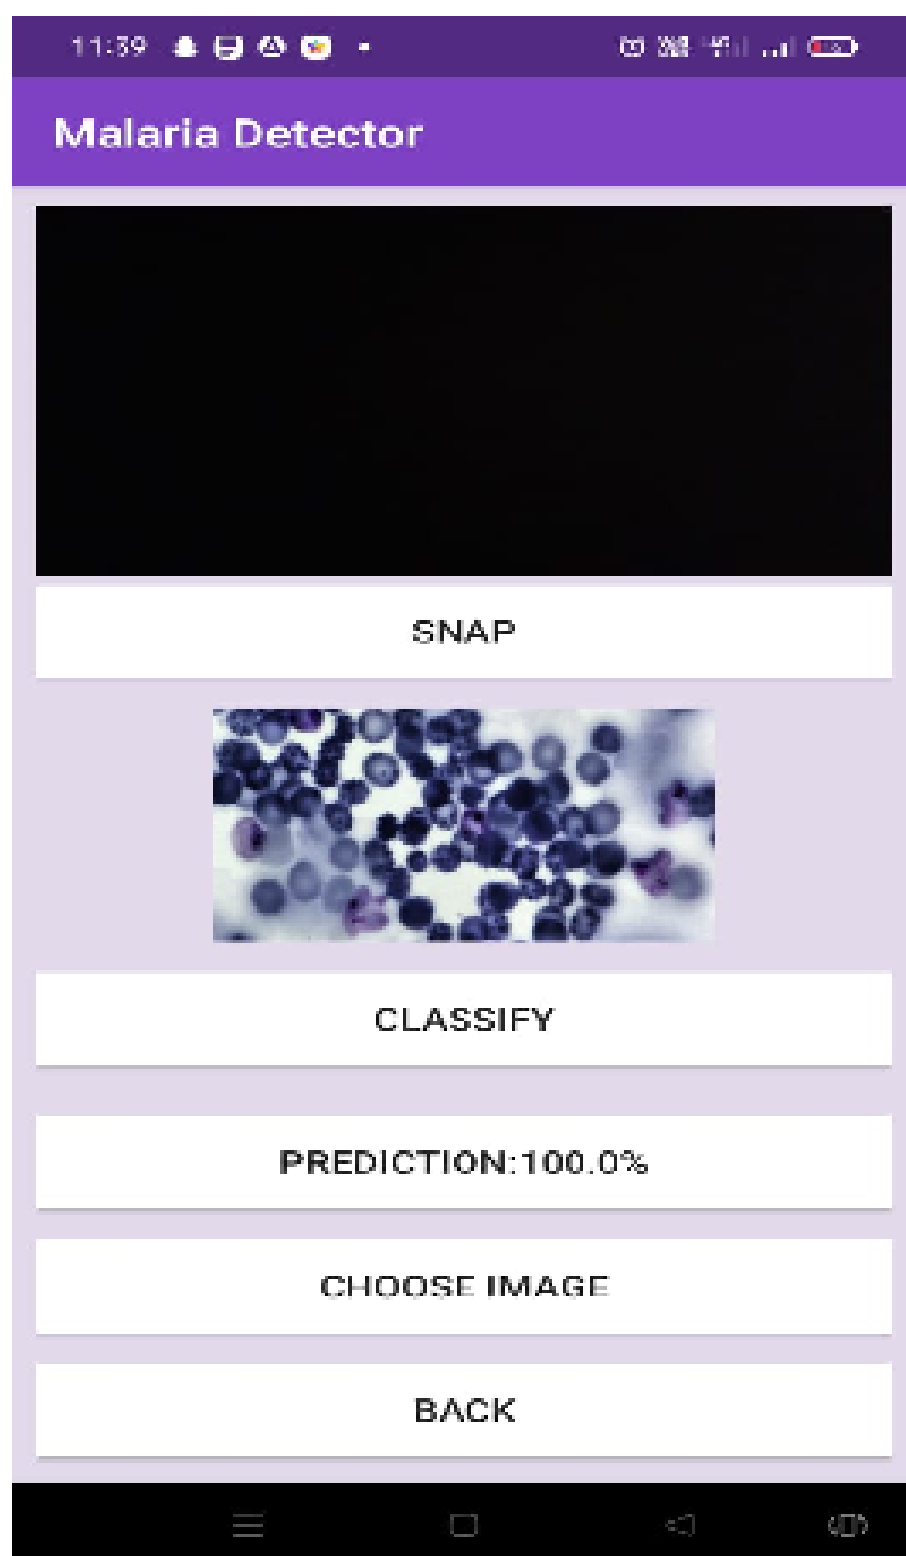 11:39
Malaria Detector
SNAP
CLASSIFY
PREDICTION:100.0%
CHOOSE IMAGE
BACK